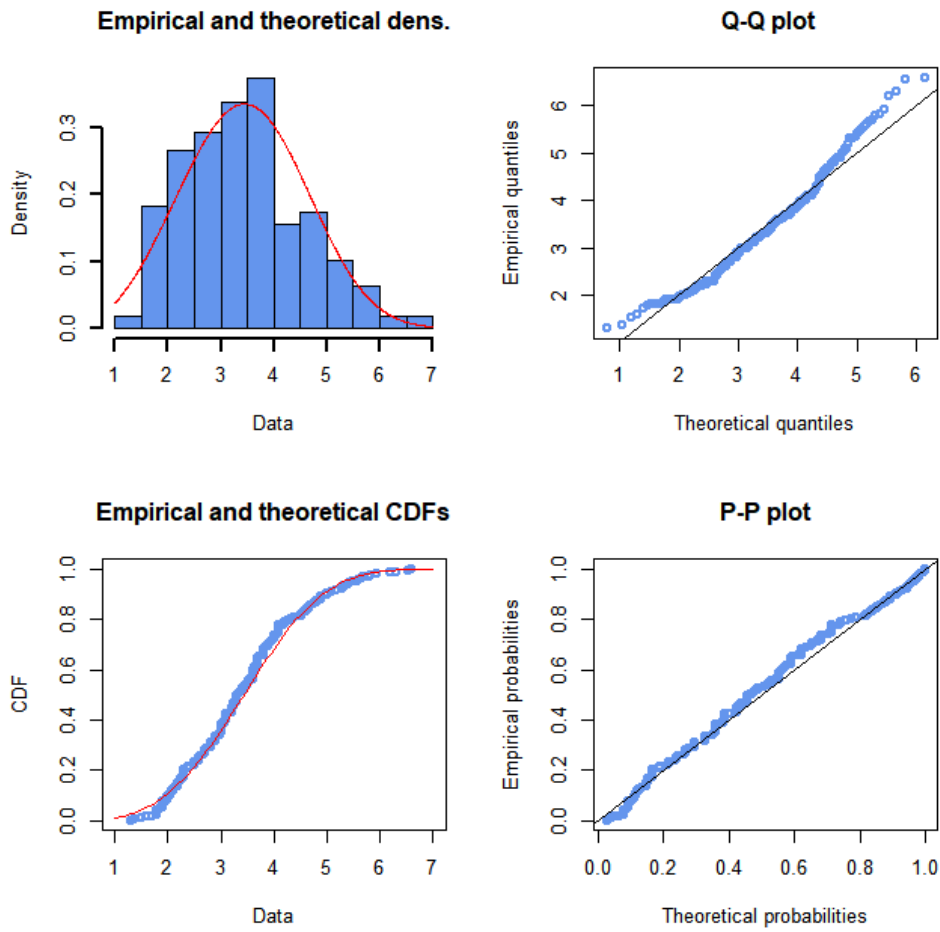 Empirical and theoretical dens.
Density
0.0 0.1 0.2 0.3
1 2 3 4 5 6 7
Data
Q-Q plot
Empirical quantiles
2 3 4 5 6
1 2 3 4 5 6
Theoretical quantiles
Empirical and theoretical CDFs
CDF
0.0 0.2 0.4 0.6 0.8 1.0
1 2 3 4 5 6 7
Data
P-P plot
Empirical probabilities
0.0 0.2 0.4 0.6 0.8 1.0
0.0 0.2 0.4 0.6 0.8 1.0
Theoretical probabilities